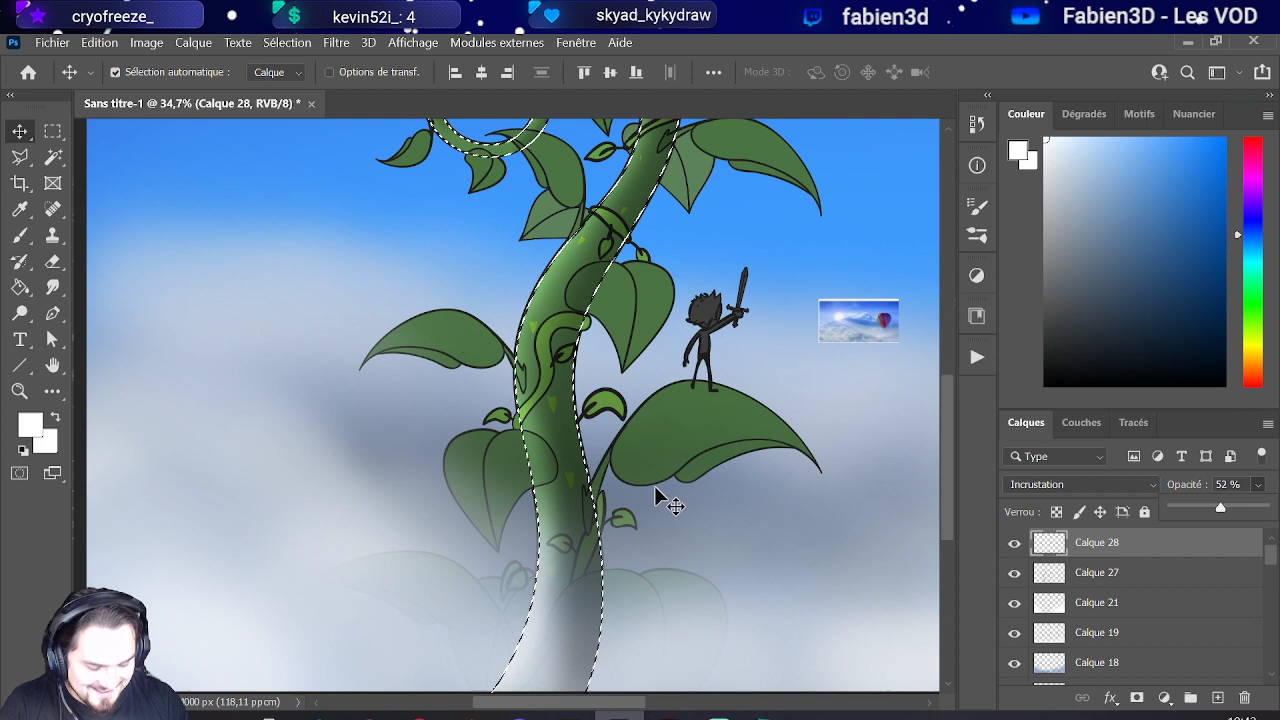 cryofreeze_
kevin52i_: 4
skyad_kykydraw
fabien3d
Fabien3D - Les VOD
Fichier Edition Image Calque Texte Sélection Filtre 3D Affichage Modules externes Fenêtre Aide
Sélection automatique : Calque Options de transf. Mode 3D :
Sans titre-1 @ 34,7% (Calque 28, RVB/8) *
Couleur Dégradés Motifs Nuancier
Calques Couches Tracés
Type
Incrustation Opacité : 52 %
Verrou :
Calque 28
Calque 27
Calque 21
Calque 19
Calque 18
000 px (118,11 ppcm)